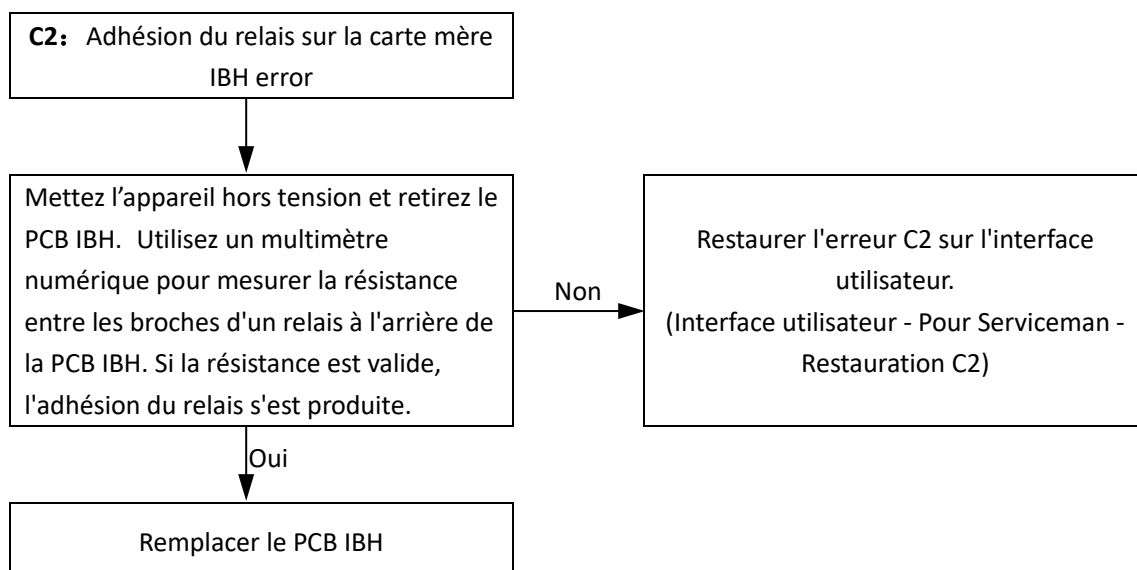 C2： Adhésion du relais sur la carte mère
IBH error
Mettez l’appareil hors tension et retirez le
PCB IBH. Utilisez un multimètre
numérique pour mesurer la résistance
entre les broches d'un relais à l'arrière de
la PCB IBH. Si la résistance est valide,
l'adhésion du relais s'est produite.
Non
Restaurer l'erreur C2 sur l'interface
utilisateur.
(Interface utilisateur - Pour Serviceman -
Restauration C2)
Oui
Remplacer le PCB IBH